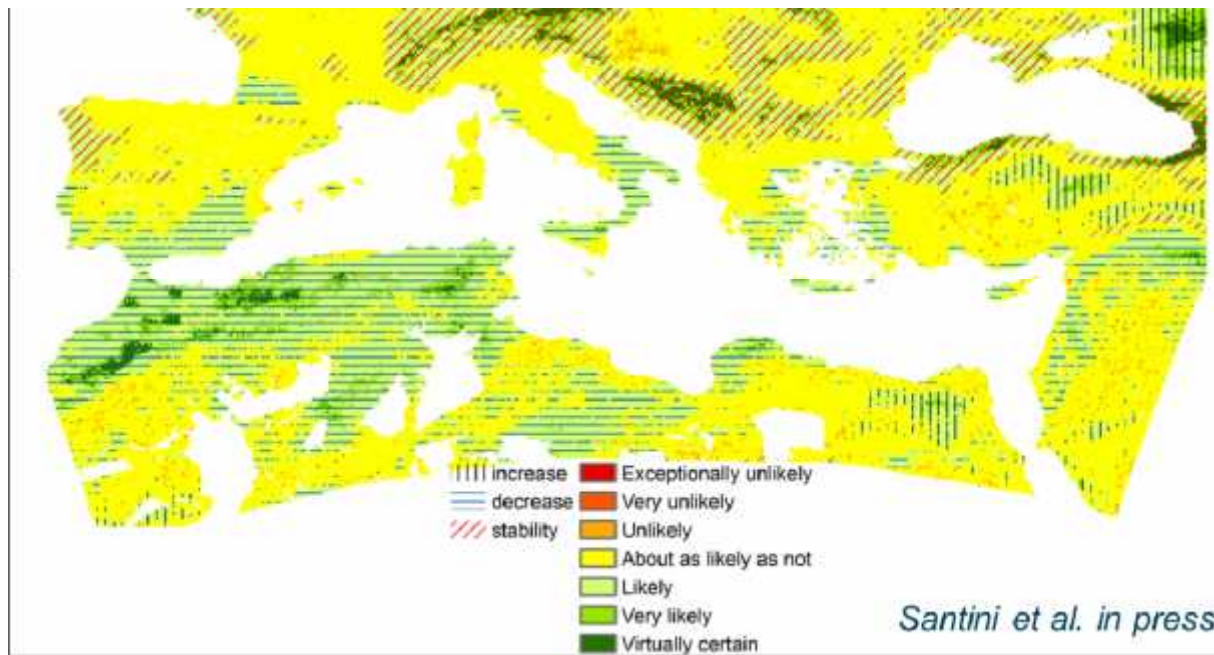 increase
decrease
stability
Exceptionally unlikely
Very unlikely
Unlikely
About as likely as not
Likely
Very likely
Virtually certain
Santini et al. in press